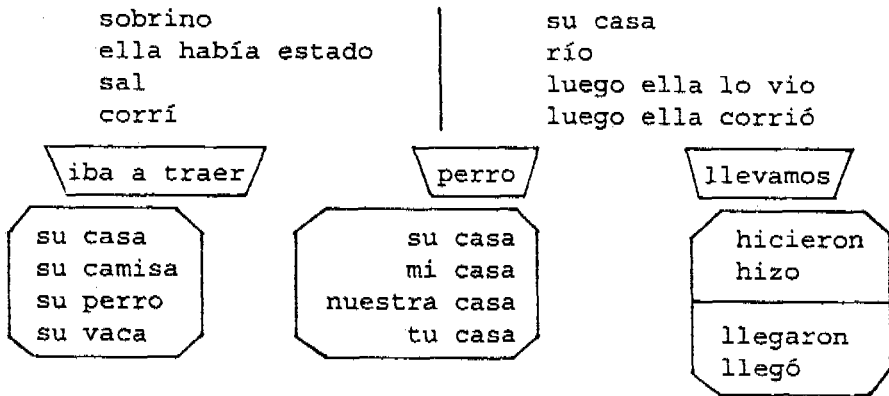 sobrino
ella había estado
sal
corrí
su casa
río
luego ella lo vio
luego ella corrió
iba a traer
perro
llevamos
su casa
su camisa
su perro
su vaca
su casa
mi casa
nuestra casa
tu casa
hicieron
hizo
llegaron
llegó